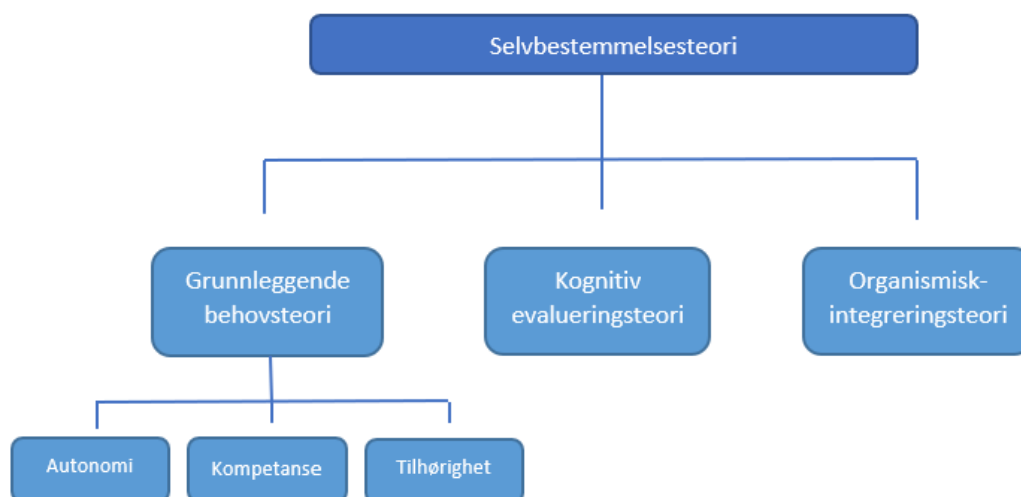 Selvbestemmelsesteori
Grunnleggende
behovsteori
Kognitiv
evalueringsteori
Organismisk-
integreringsteori
Autonomi
Kompetanse
Tilhørighet